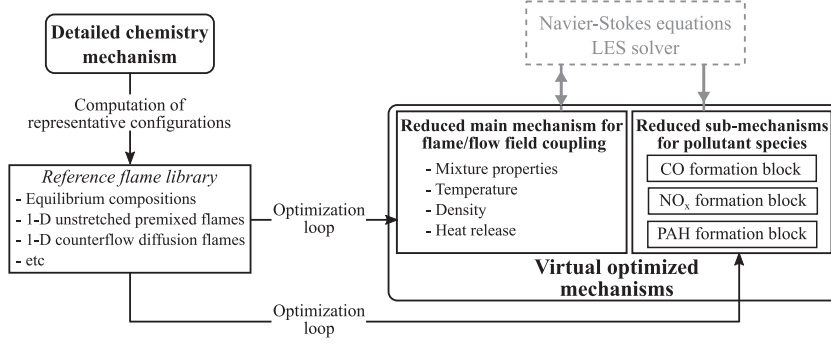 Detailed chemistry
mechanism
Computation of
representative configurations
Reference flame library
- Equilibrium compositions
- 1-D unstretched premixed flames
- 1-D counterflow diffusion flames
- etc
Optimization
loop
Optimization
loop
Navier-Stokes equations
LES solver
Reduced main mechanism for
flame/flow field coupling
- Mixture properties
- Temperature
- Density
- Heat release
Reduced sub-mechanisms
for pollutant species
CO formation block
NOx formation block
PAH formation block
Virtual optimized
mechanisms